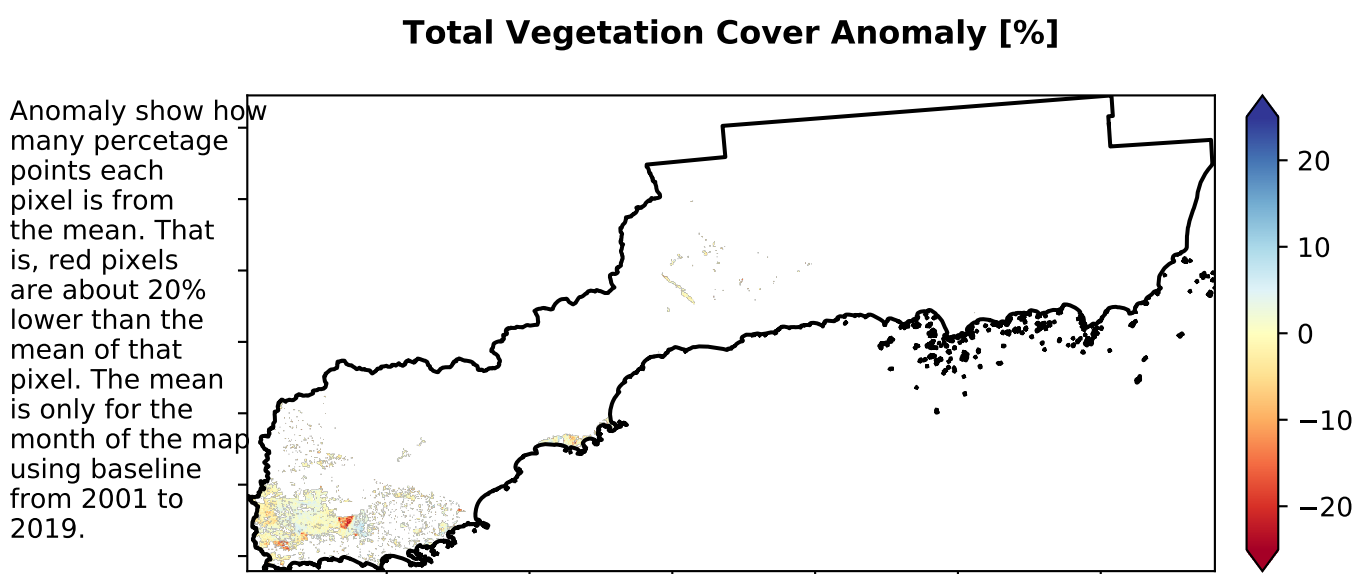 Total Vegetation Cover Anomaly [%]
Anomaly show how
many percetage
points each
pixel is from
the mean. That
is, red pixels
are about 20%
lower than the
mean of that
pixel. The mean
is only for the
month of the map
using baseline
from 2001 to
2019.
20
10
0
−10
−20